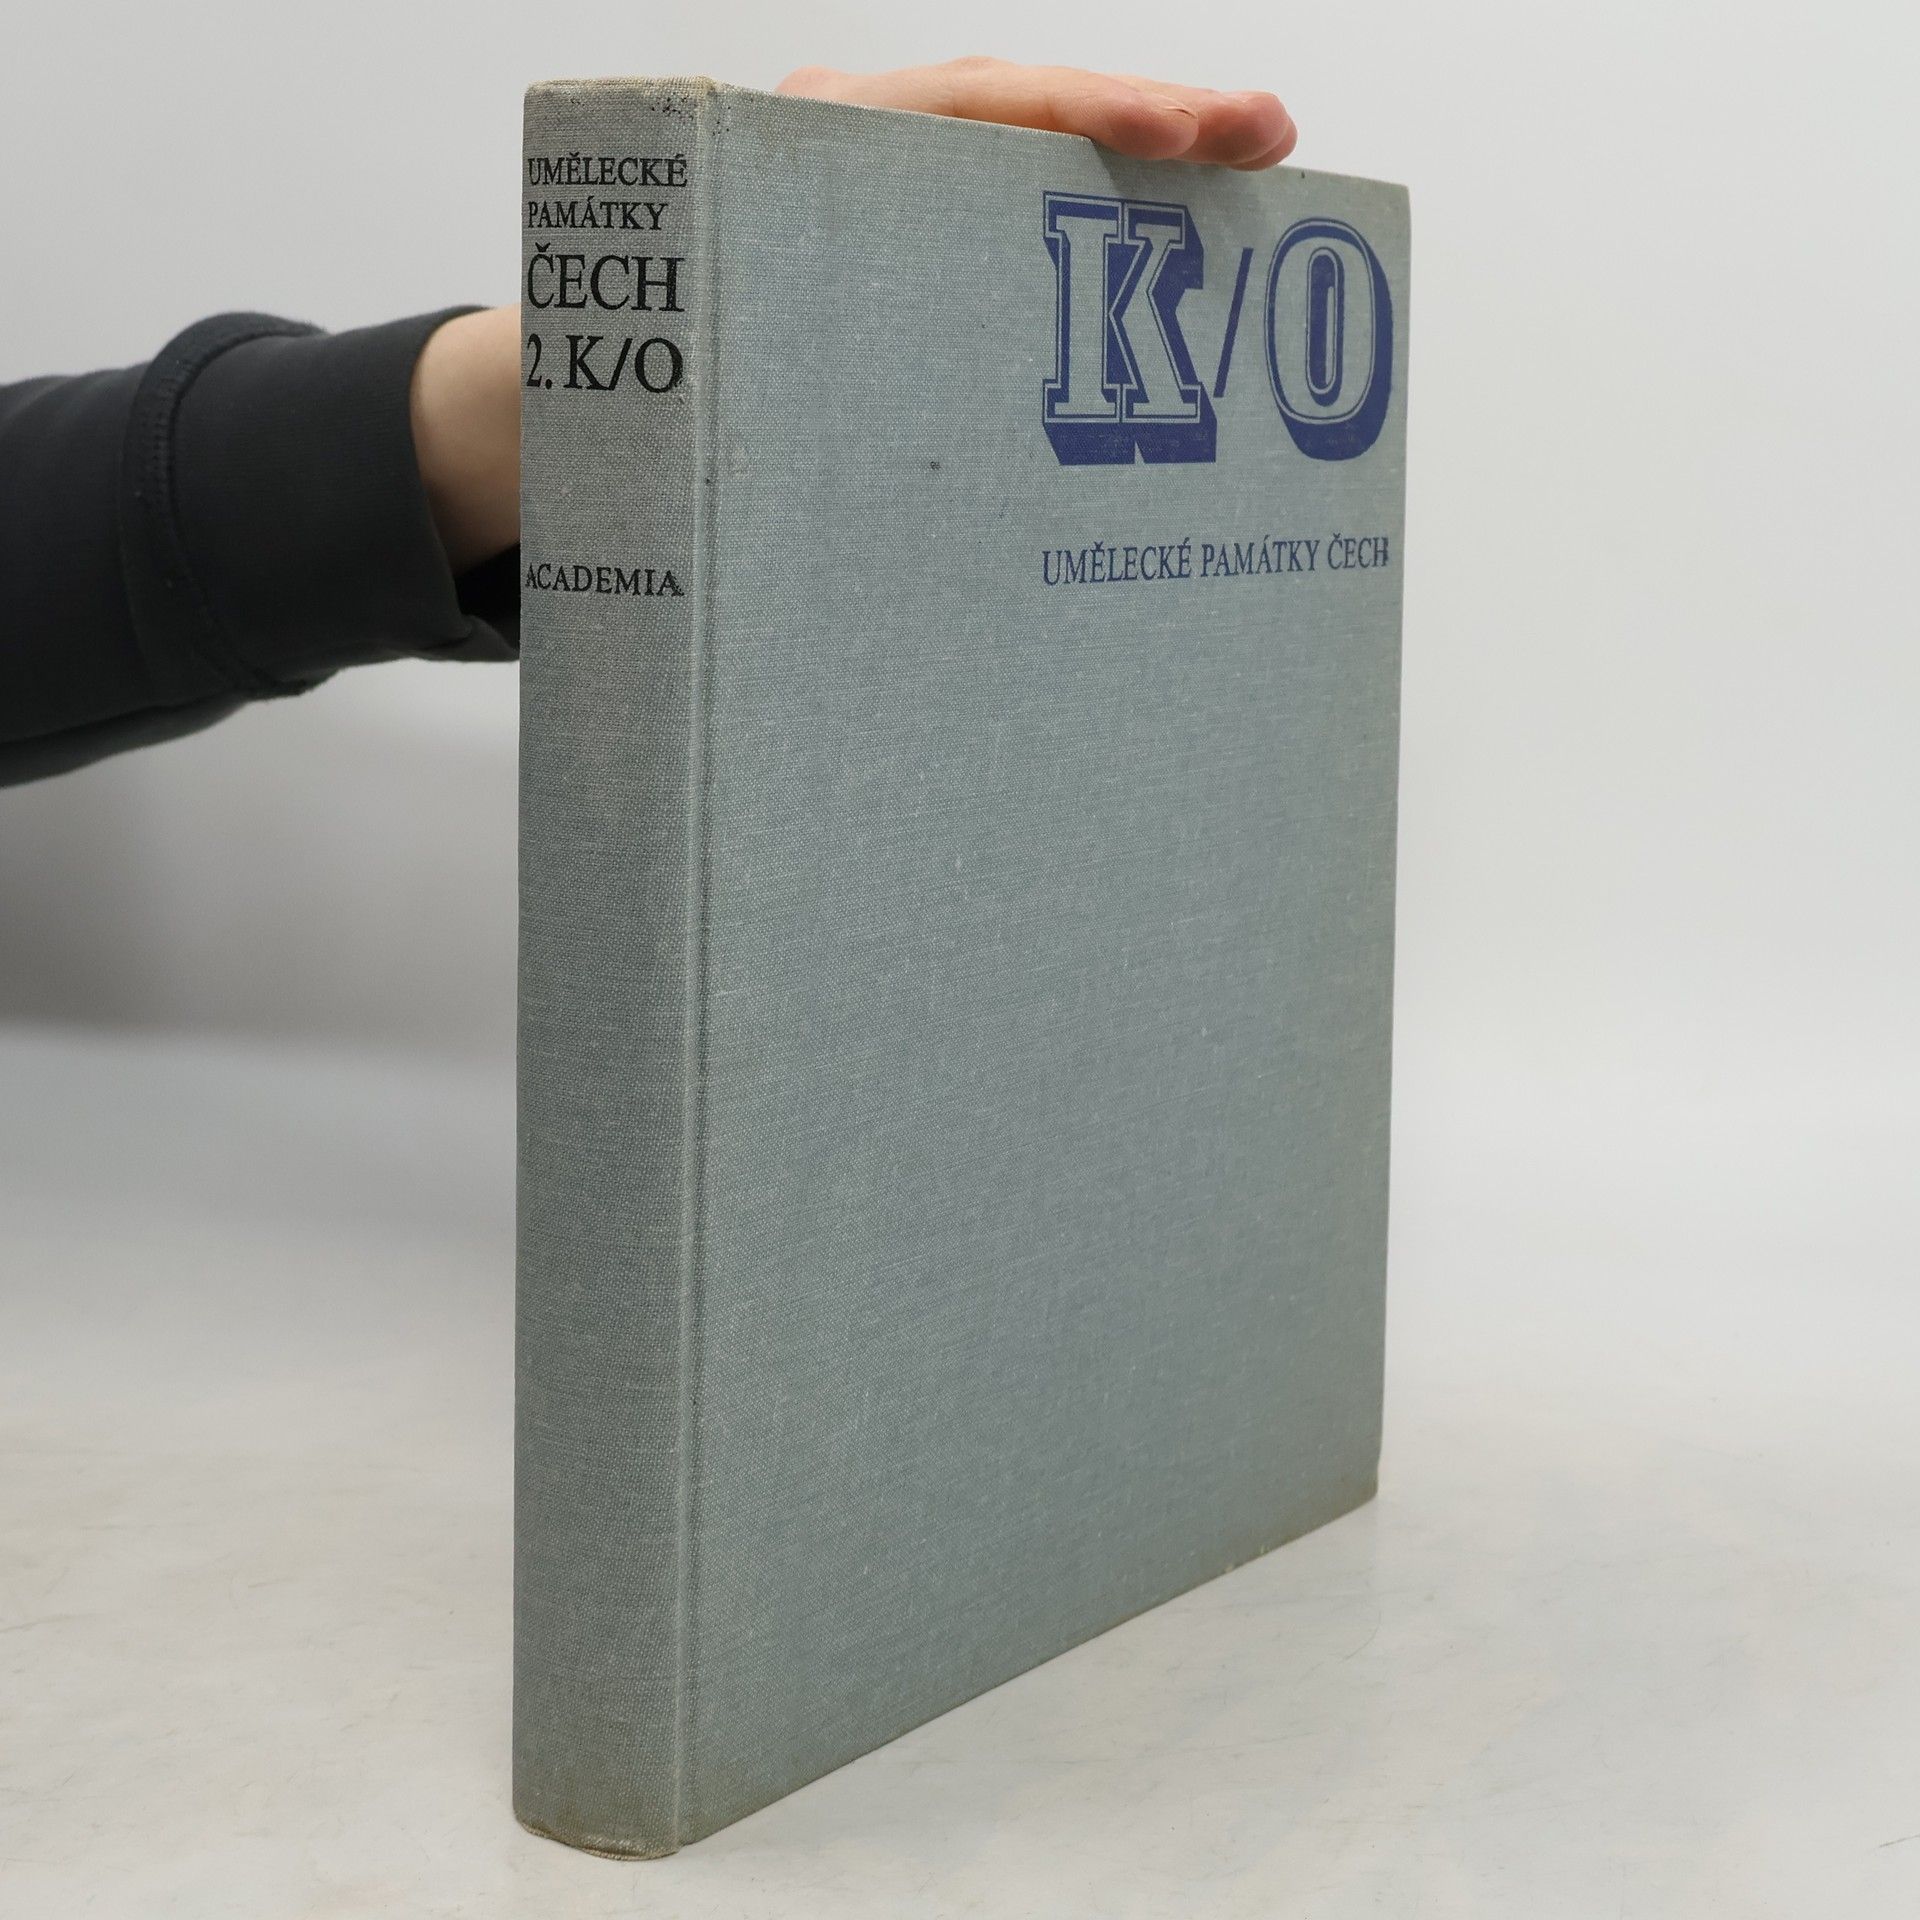 UMĚLECKÉ
PAMÁTKY
ČECH
2. K/O
ACADEMIA
K/O
UMĚLECKÉ PAMÁTKY ČECH